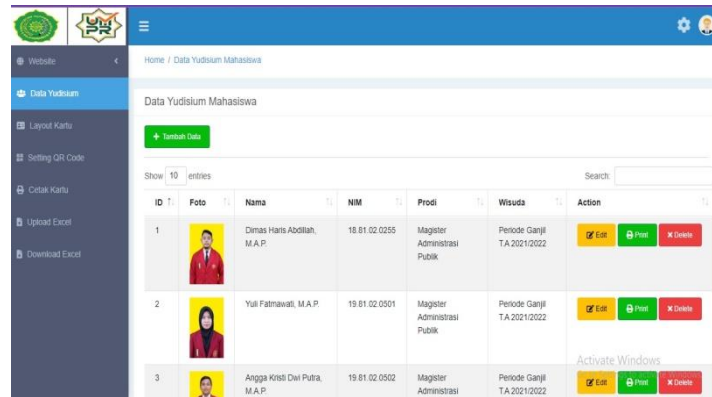 UMPR
Website
Home / Data Yudisium Mahasiswa
Data Yudisium
Layout Kartu
Setting QR Code
Cetak Kartu
Upload Excel
Download Excel
Data Yudisium Mahasiswa
+ Tambah Data
Show 10 entries
Search:
ID Foto Nama NIM Prodi Wisuda Action
1 Dimas Haris Abdillah, 18.81.02.0255 Magister Periode Ganjil Edit Print Delete
M.A.P. Administrasi T.A 2021/2022
Publik
2 Yuli Fatmawati, M.A.P. 19.81.02.0501 Magister Periode Ganjil Edit Print Delete
Administrasi T.A 2021/2022
Publik
Activate Windows
3 Angga Kristi Dwi Putra, 19.81.02.0502 Magister Periode Ganjil Edit Print Delete
M.A.P. Administrasi T.A 2021/2022